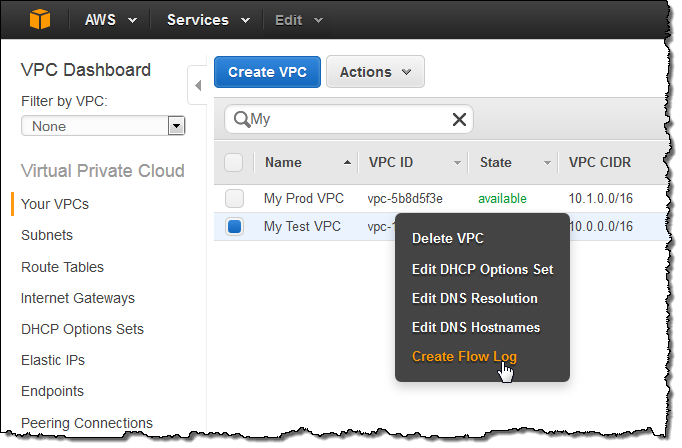 AWS Services Edit
VPC Dashboard
Filter by VPC:
None
Virtual Private Cloud
Your VPCs
Subnets
Route Tables
Internet Gateways
DHCP Options Sets
Elastic IPs
Endpoints
Peering Connections
Create VPC Actions
My
Name VPC ID State VPC CIDR
My Prod VPC vpc-5b8d5f3e available 10.1.0.0/16
My Test VPC vpc- 10.0.0.0/16
Delete VPC
Edit DHCP Options Set
Edit DNS Resolution
Edit DNS Hostnames
Create Flow Log